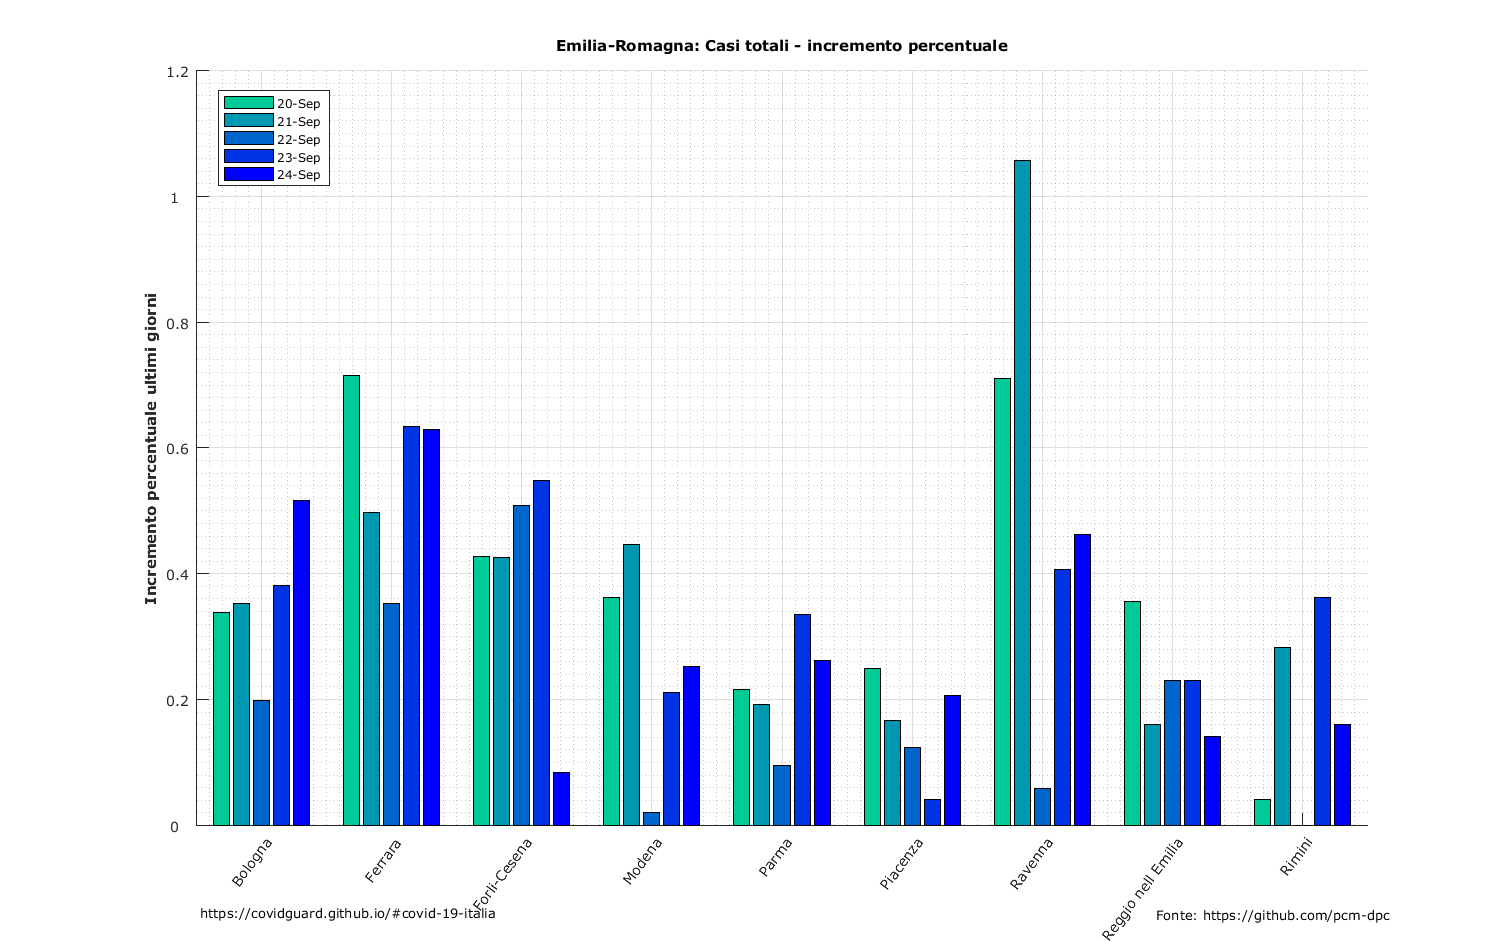 Emilia-Romagna: Casi totali - incremento percentuale
1.2
1
0.8
0.6
0.4
0.2
0
Incremento percentuale ultimi giorni
20-Sep
21-Sep
22-Sep
23-Sep
24-Sep
Bologna
Ferrara
Forlì-Cesena
Modena
Parma
Piacenza
Ravenna
Reggio nell Emilia
Rimini
https://covidguard.github.io/#covid-19-italia
Fonte: https://github.com/pcm-dpc